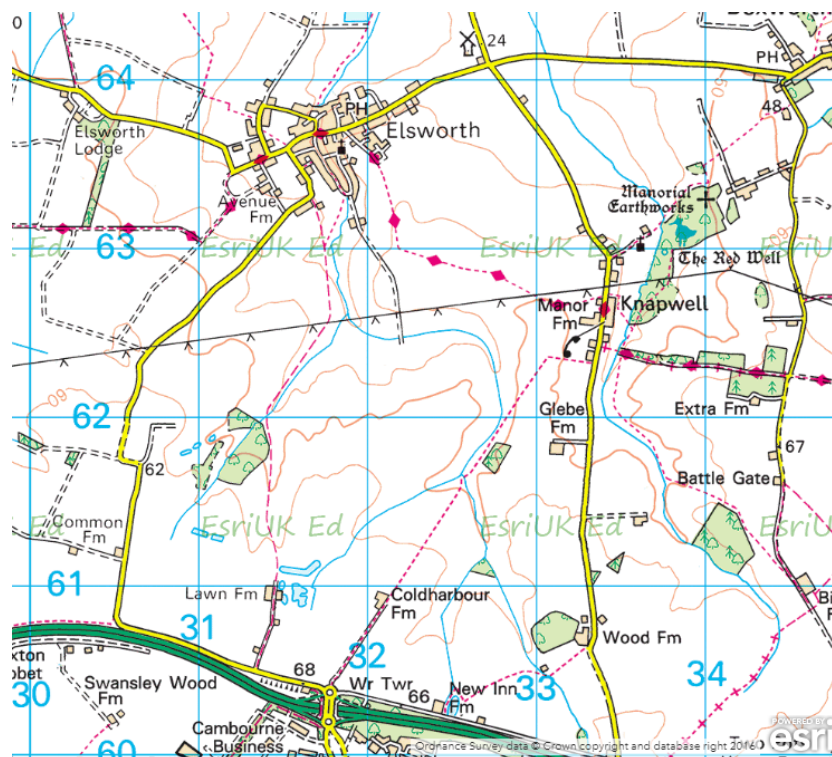 0
24
PH
64
PH
48
Elsworth
Elsworth
Lodge
Manorial
Earthworks
Avenue
Fm
63
EsriUK Ed
EsriUK Ed
The Red Well
Knapwell
Manor
Fm
60
62
Glebe
Fm
Extra Fm
62
67
Battle Gate
Ed
EsriUK Ed
EsriUK Ed
EsriUK
Common
Fm
61
Lawn Fm
Coldharbour
Fm
31
32
Wood Fm
30
68
Wr Twr
66
New Inn
Fm
33
34
Swansley Wood
Fm
Cambourne
Business
60
POWERED BY
esri
Ordnance Survey data © Crown copyright and database right 2016